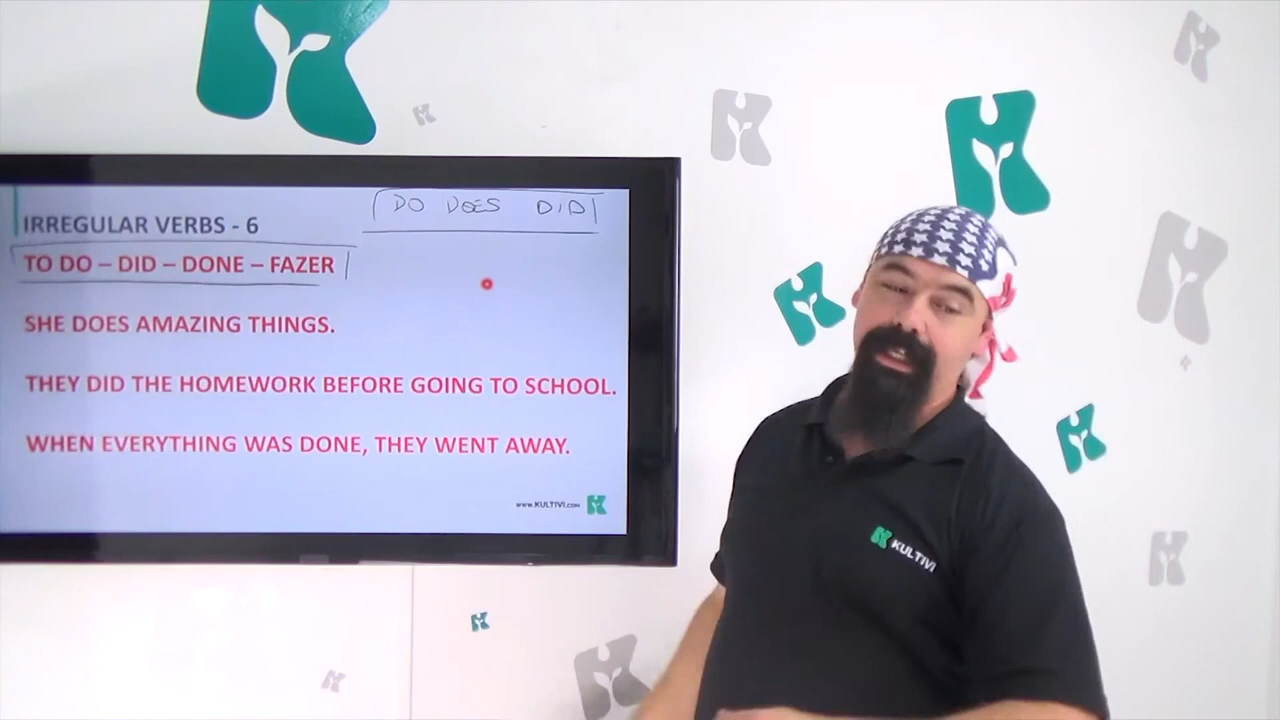 DO DOES DID
IRREGULAR VERBS - 6
TO DO – DID – DONE – FAZER
SHE DOES AMAZING THINGS.
THEY DID THE HOMEWORK BEFORE GOING TO SCHOOL.
WHEN EVERYTHING WAS DONE, THEY WENT AWAY.
www.KULTIVI.com
KULTIVI